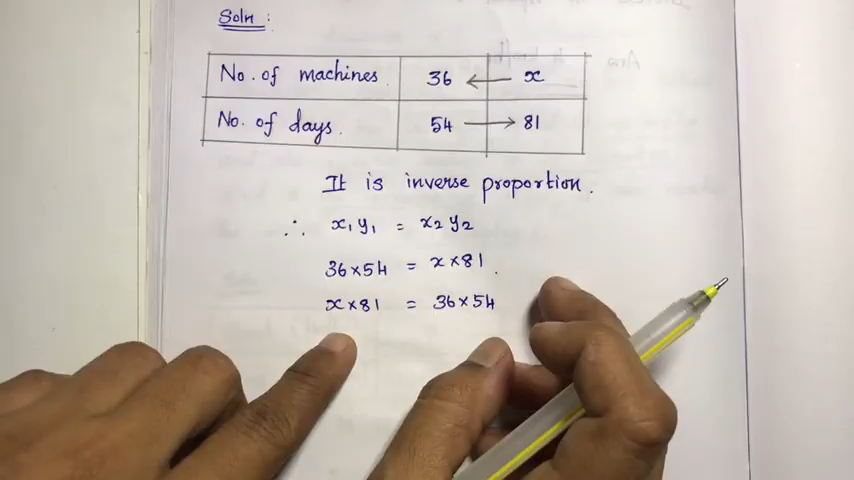 Soln :
No. of machines 36 ← x
No. of days. 54 → 81
It is inverse proportion.
∴ x₁y₁ = x₂y₂
36×54 = x×81.
x×81 = 36×54